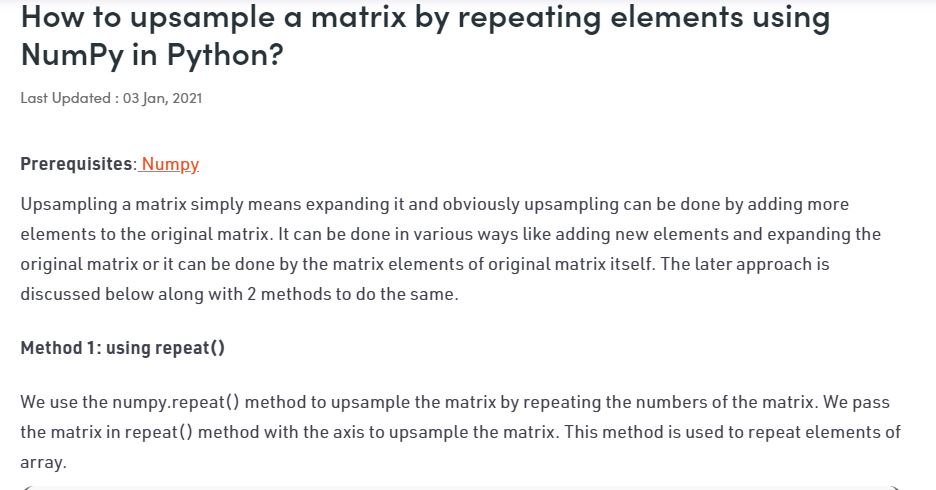 How to upsample a matrix by repeating elements using
NumPy in Python?
Last Updated : 03 Jan, 2021
Prerequisites: Numpy
Upsampling a matrix simply means expanding it and obviously upsampling can be done by adding more
elements to the original matrix. It can be done in various ways like adding new elements and expanding the
original matrix or it can be done by the matrix elements of original matrix itself. The later approach is
discussed below along with 2 methods to do the same.
Method 1: using repeat()
We use the numpy.repeat() method to upsample the matrix by repeating the numbers of the matrix. We pass
the matrix in repeat() method with the axis to upsample the matrix. This method is used to repeat elements of
array.